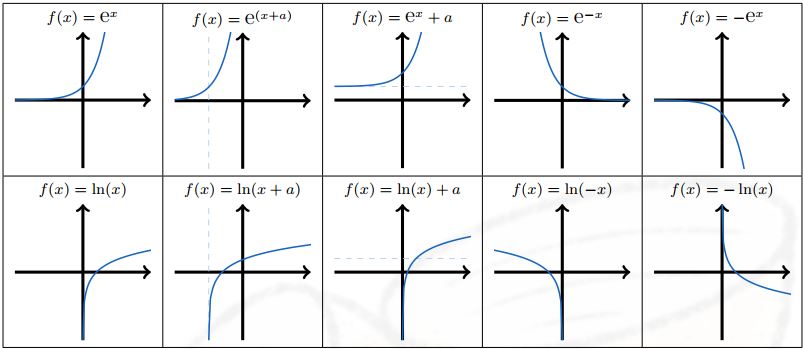 f(x) = e^x
f(x) = e^(x+a)
f(x) = e^x + a
f(x) = e^−x
f(x) = −e^x
f(x) = ln(x)
f(x) = ln(x + a)
f(x) = ln(x) + a
f(x) = ln(−x)
f(x) = − ln(x)